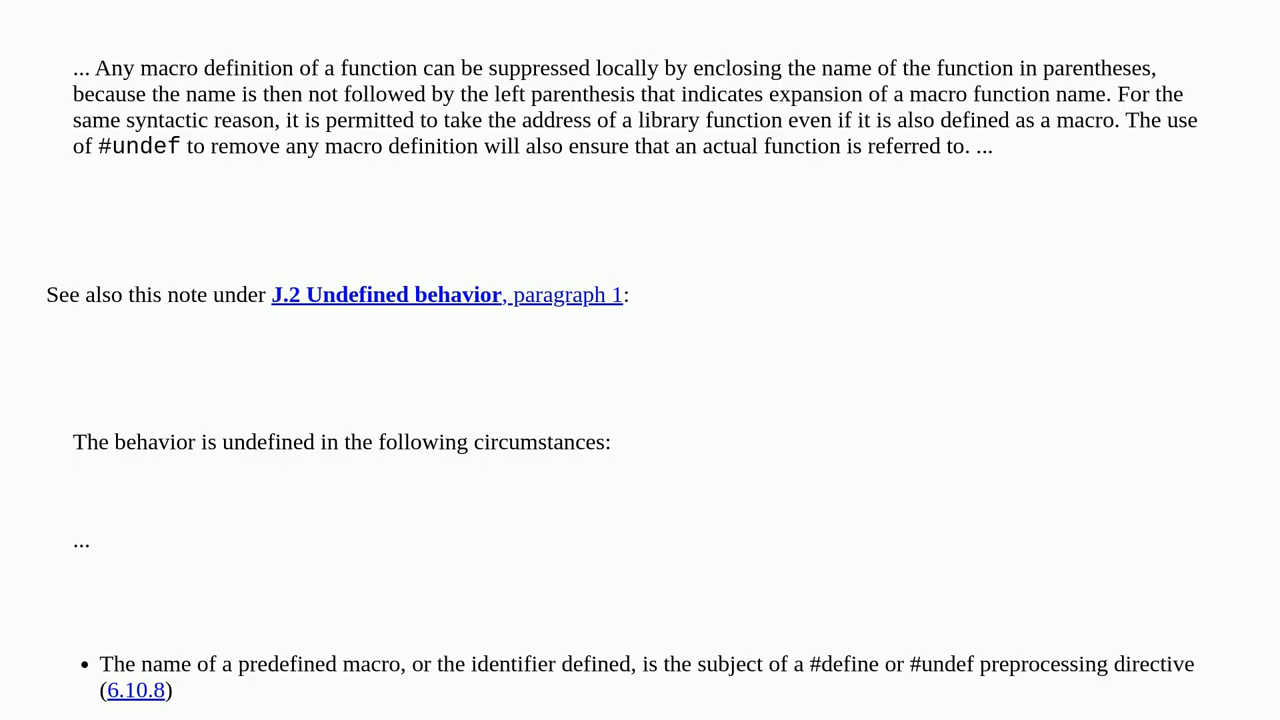 ... Any macro definition of a function can be suppressed locally by enclosing the name of the function in parentheses,
because the name is then not followed by the left parenthesis that indicates expansion of a macro function name. For the
same syntactic reason, it is permitted to take the address of a library function even if it is also defined as a macro. The use
of #undef to remove any macro definition will also ensure that an actual function is referred to. ...
See also this note under J.2 Undefined behavior, paragraph 1:
The behavior is undefined in the following circumstances:
...
• The name of a predefined macro, or the identifier defined, is the subject of a #define or #undef preprocessing directive
(6.10.8)